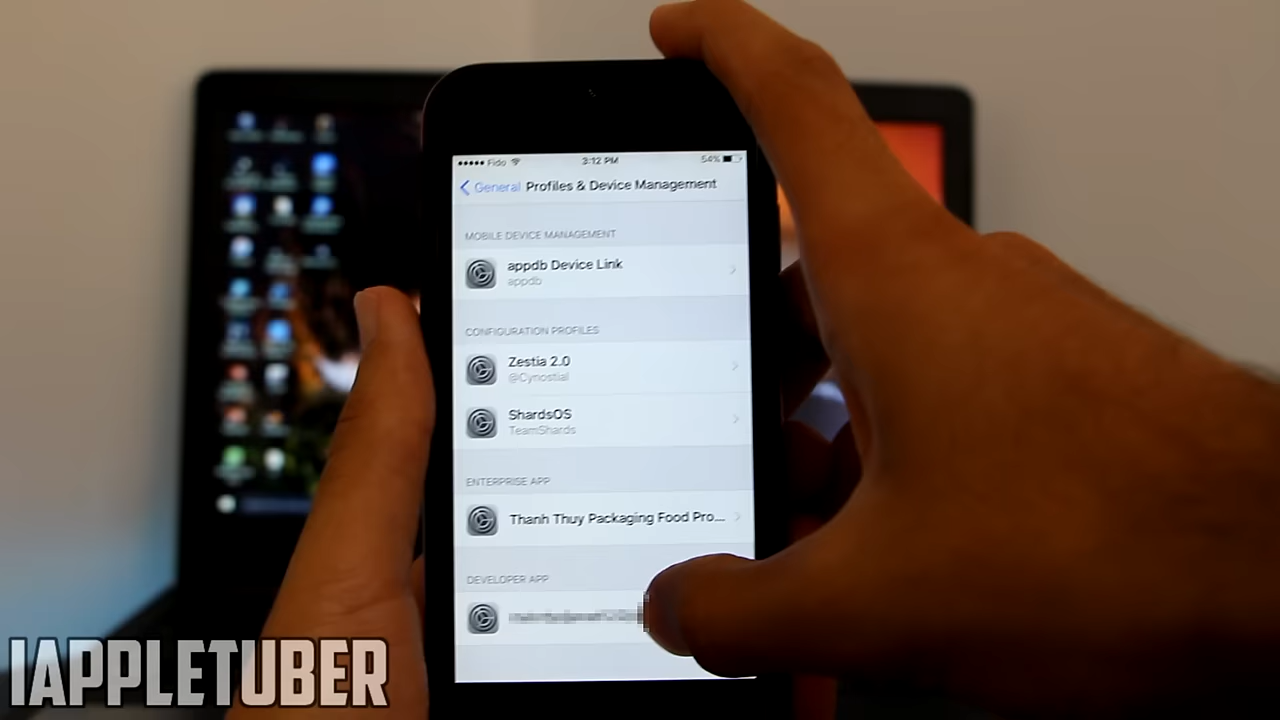 Fido 3:12 PM 54%
General Profiles & Device Management
MOBILE DEVICE MANAGEMENT
appdb Device Link
appdb
CONFIGURATION PROFILES
Zestia 2.0
@Cynostial
ShardsOS
TeamShards
ENTERPRISE APP
Thanh Thuy Packaging Food Pro...
DEVELOPER APP
IAPPLETUBER